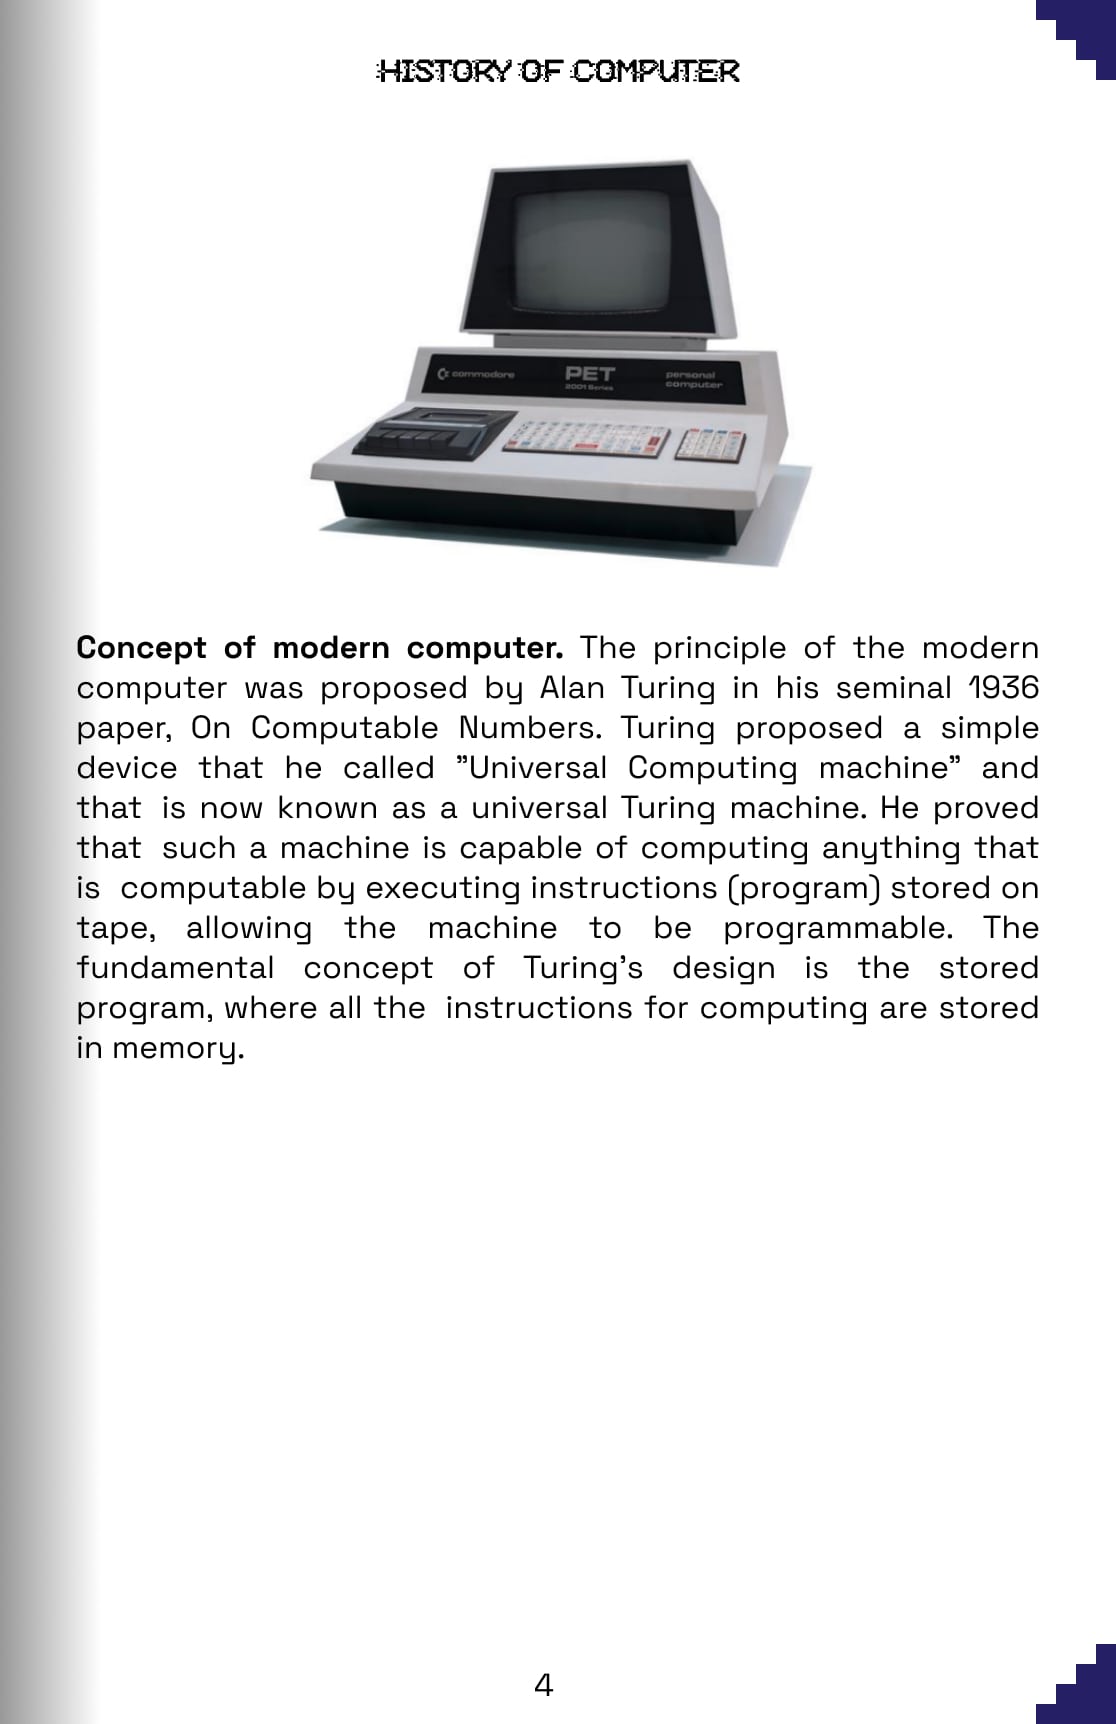 HISTORY OF COMPUTER
commodore
PET
2001 Series
personal
computer
Concept of modern computer. The principle of the modern
computer was proposed by Alan Turing in his seminal 1936
paper, On Computable Numbers. Turing proposed a simple
device that he called ”Universal Computing machine” and
that is now known as a universal Turing machine. He proved
that such a machine is capable of computing anything that
is computable by executing instructions (program) stored on
tape, allowing the machine to be programmable. The
fundamental concept of Turing’s design is the stored
program, where all the instructions for computing are stored
in memory.
4